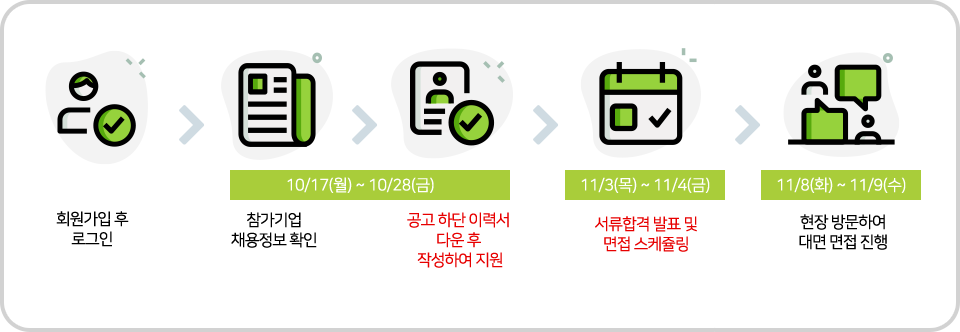 10/17(월) ~ 10/28(금)
11/3(목) ~ 11/4(금)
11/8(화) ~ 11/9(수)
회원가입 후
로그인
참가기업
채용정보 확인
공고 하단 이력서
다운 후
작성하여 지원
서류합격 발표 및
면접 스케쥴링
현장 방문하여
대면 면접 진행